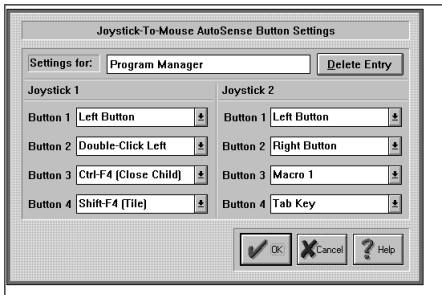 Joystick-To-Mouse AutoSense Button Settings
Settings for: Program Manager Delete Entry
Joystick 1 Joystick 2
Button 1 Left Button Button 1 Left Button
Button 2 Double-Click Left Button 2 Right Button
Button 3 Ctrl-F4 (Close Child) Button 3 Macro 1
Button 4 Shift-F4 (Tile) Button 4 Tab Key
OK Cancel Help